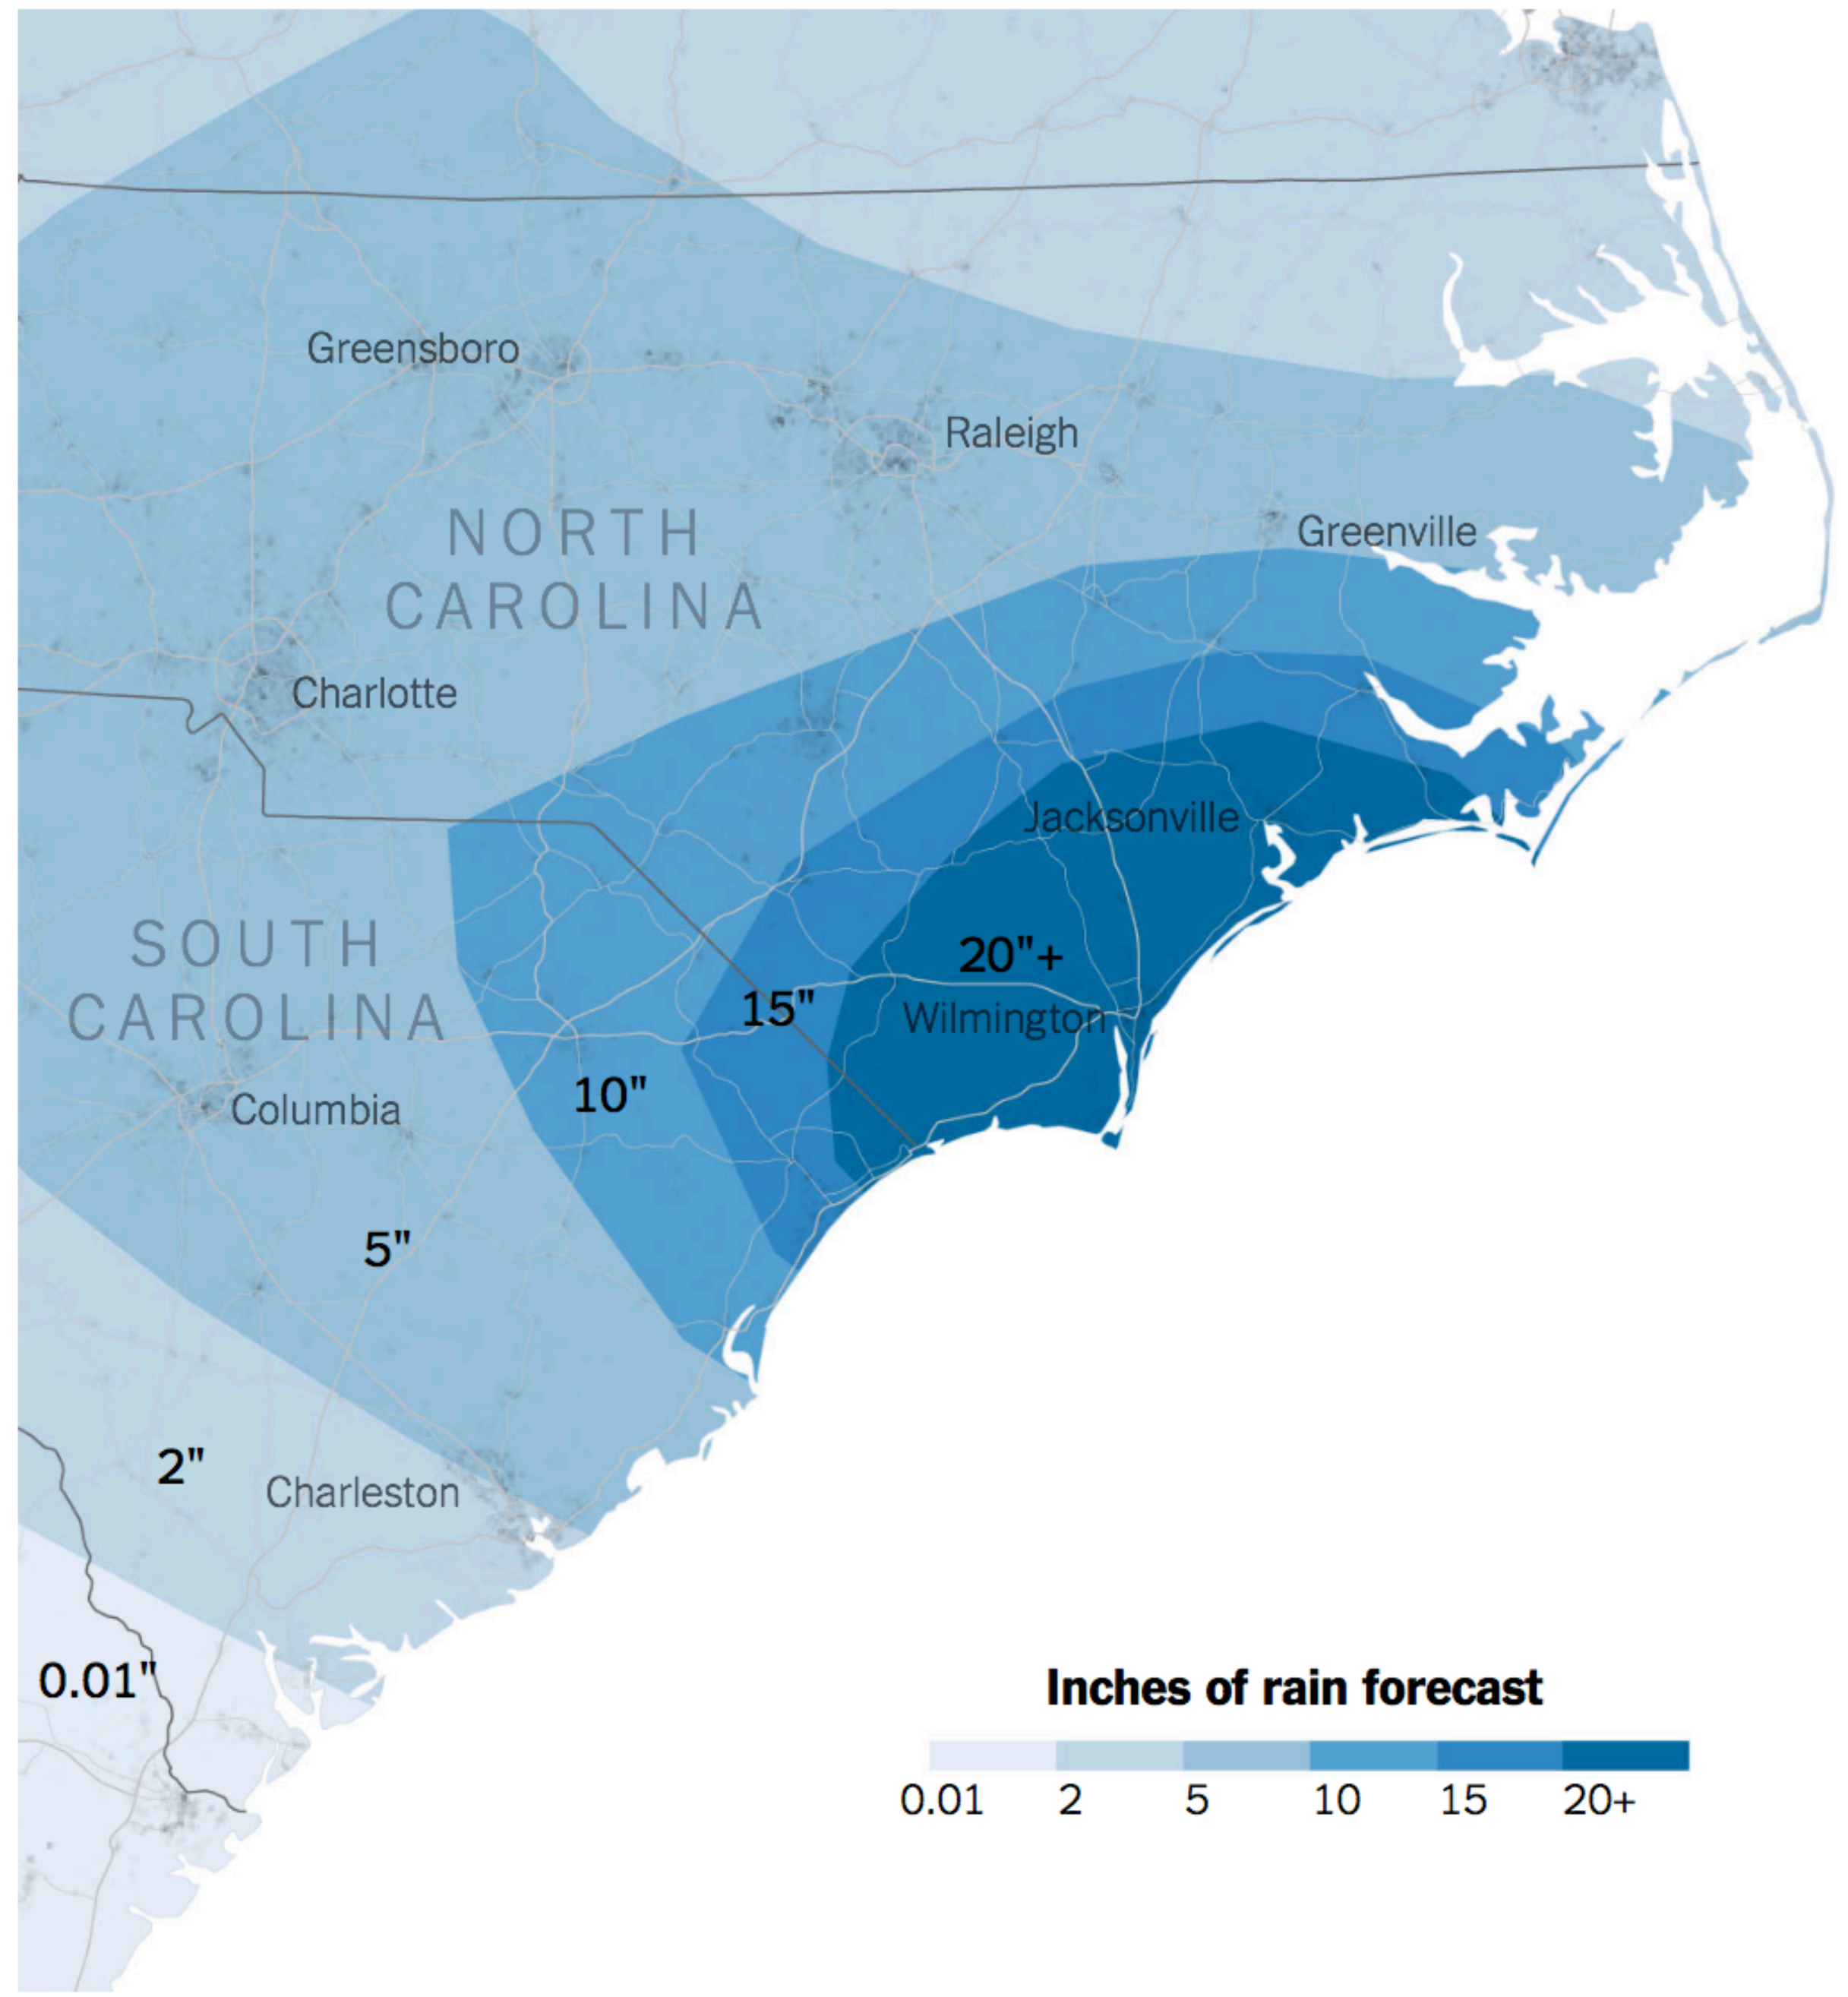 Greensboro
Raleigh
NORTH
CAROLINA
Greenville
Charlotte
Jacksonville
SOUTH
CAROLINA
20"+
15"
Wilmington
10"
Columbia
5"
2"
Charleston
0.01"
Inches of rain forecast
0.01 2 5 10 15 20+